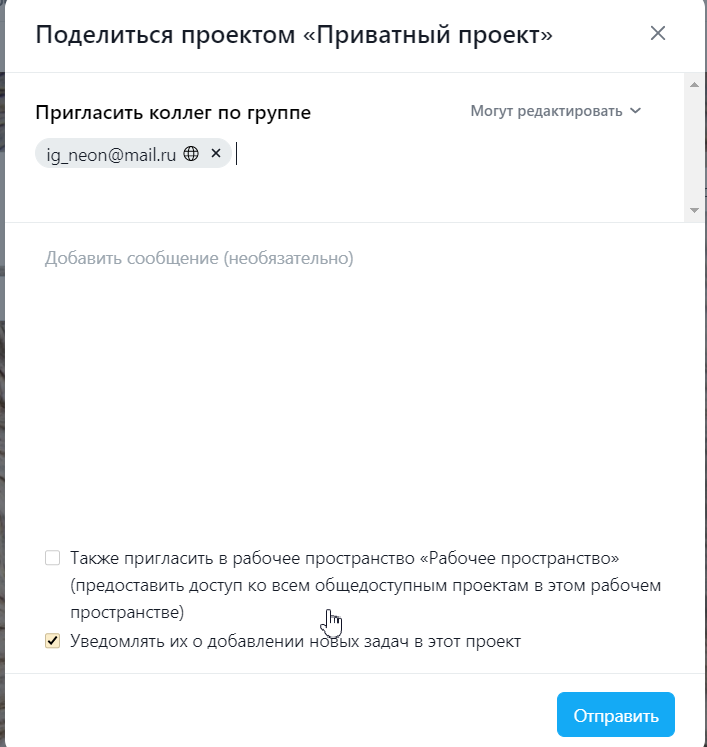 Поделиться проектом «Приватный проект»
Пригласить коллег по группе
Могут редактировать
ig_neon@mail.ru
Добавить сообщение (необязательно)
Также пригласить в рабочее пространство «Рабочее пространство»
(предоставить доступ ко всем общедоступным проектам в этом рабочем
пространстве)
Уведомлять их о добавлении новых задач в этот проект
Отправить